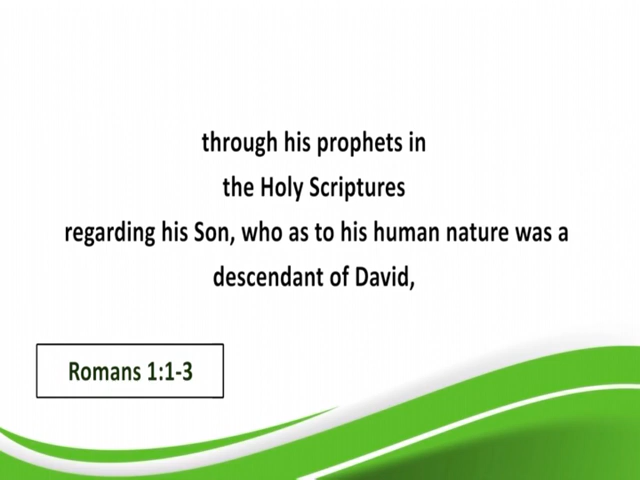 through his prophets in
the Holy Scriptures
regarding his Son, who as to his human nature was a
descendant of David,
Romans 1:1-3